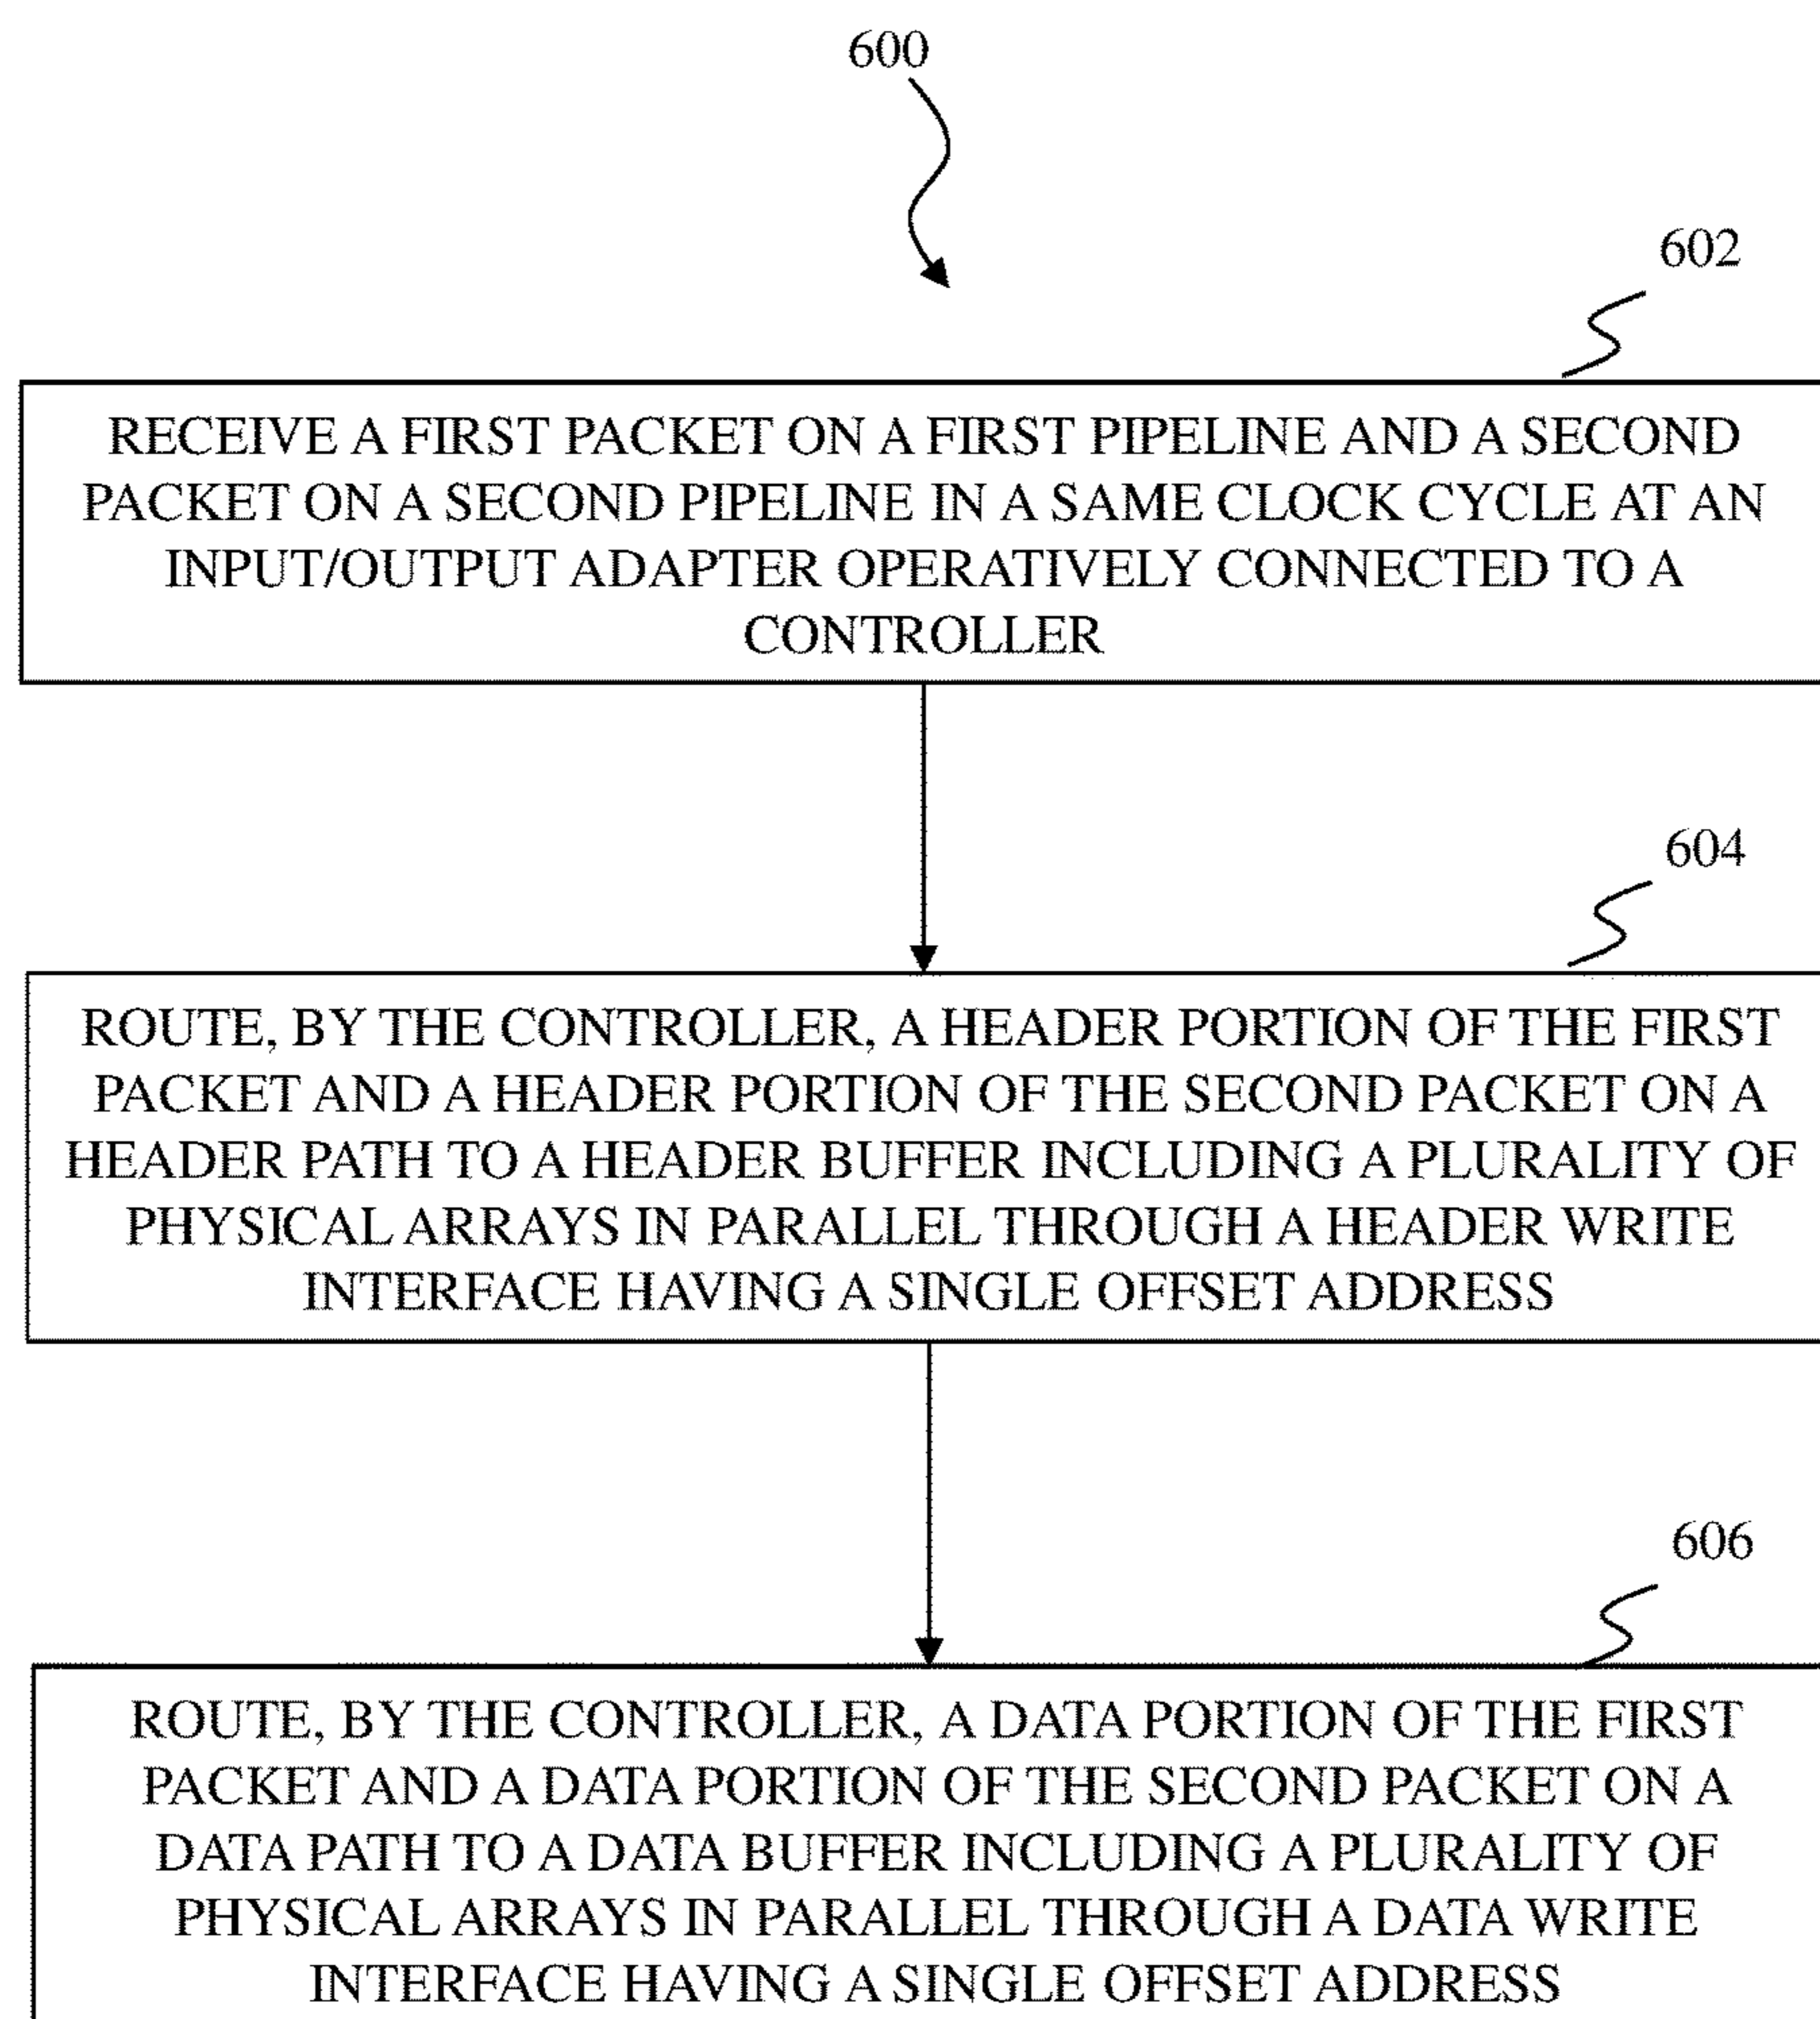 600
602
RECEIVE A FIRST PACKET ON A FIRST PIPELINE AND A SECOND
PACKET ON A SECOND PIPELINE IN A SAME CLOCK CYCLE AT AN
INPUT/OUTPUT ADAPTER OPERATIVELY CONNECTED TO A
CONTROLLER
604
ROUTE, BY THE CONTROLLER, A HEADER PORTION OF THE FIRST
PACKET AND A HEADER PORTION OF THE SECOND PACKET ON A
HEADER PATH TO A HEADER BUFFER INCLUDING A PLURALITY OF
PHYSICAL ARRAYS IN PARALLEL THROUGH A HEADER WRITE
INTERFACE HAVING A SINGLE OFFSET ADDRESS
606
ROUTE, BY THE CONTROLLER, A DATA PORTION OF THE FIRST
PACKET AND A DATA PORTION OF THE SECOND PACKET ON A
DATA PATH TO A DATA BUFFER INCLUDING A PLURALITY OF
PHYSICAL ARRAYS IN PARALLEL THROUGH A DATA WRITE
INTERFACE HAVING A SINGLE OFFSET ADDRESS